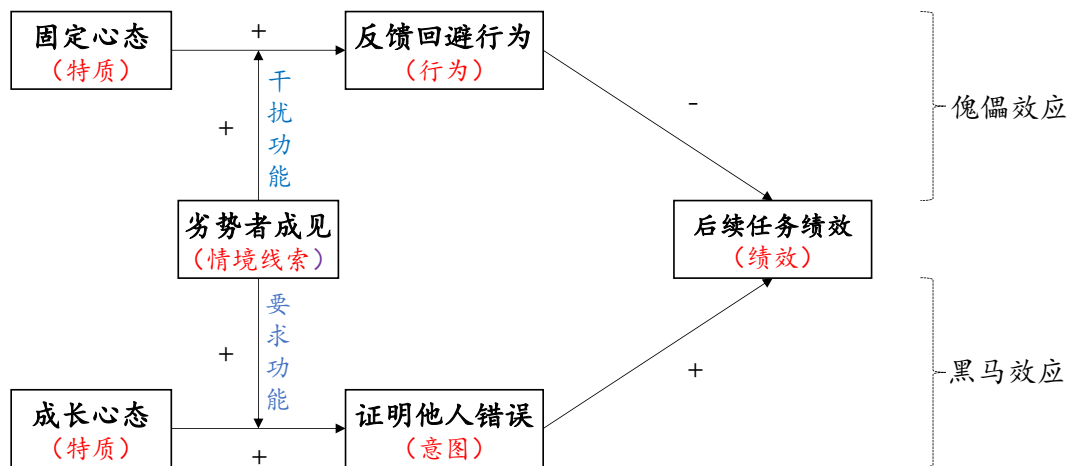 固定心态
（特质）
+
反馈回避行为
（行为）
干扰功能
+
-
傀儡效应
劣势者成见
（情境线索）
后续任务绩效
（绩效）
要求功能
+
+
黑马效应
成长心态
（特质）
+
证明他人错误
（意图）